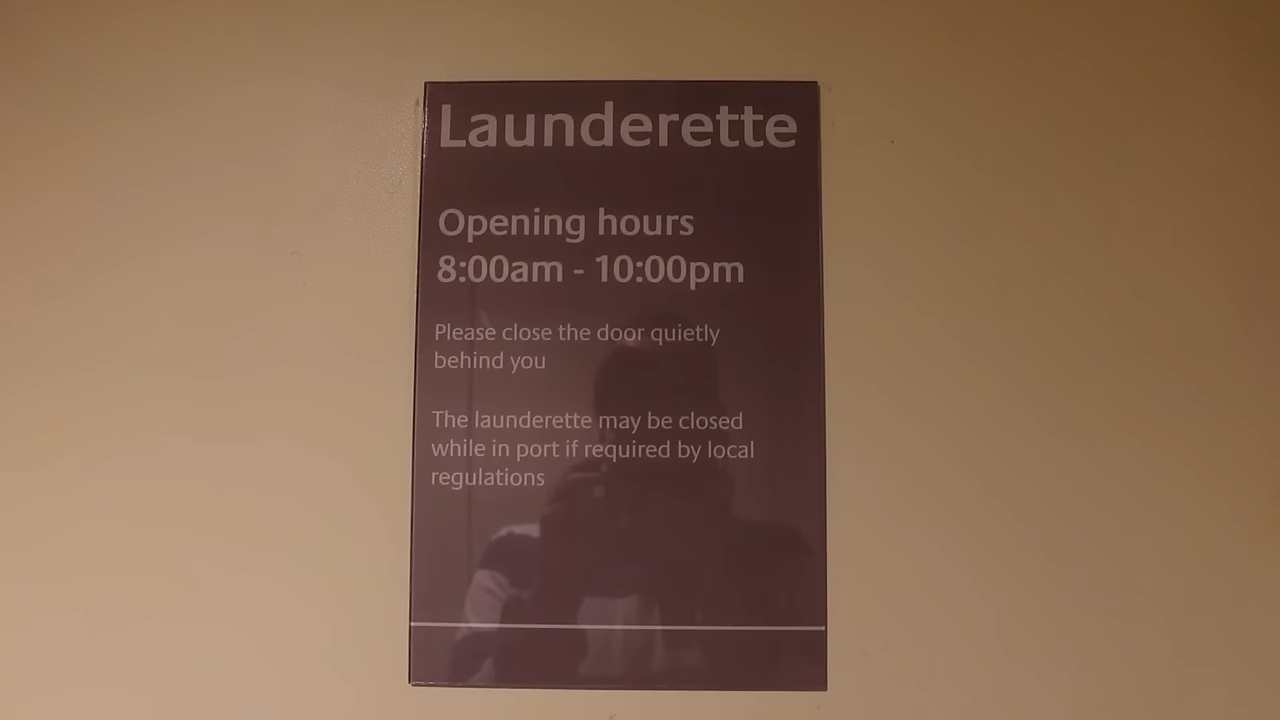 Launderette
Opening hours
8:00am - 10:00pm
Please close the door quietly
behind you
The launderette may be closed
while in port if required by local
regulations